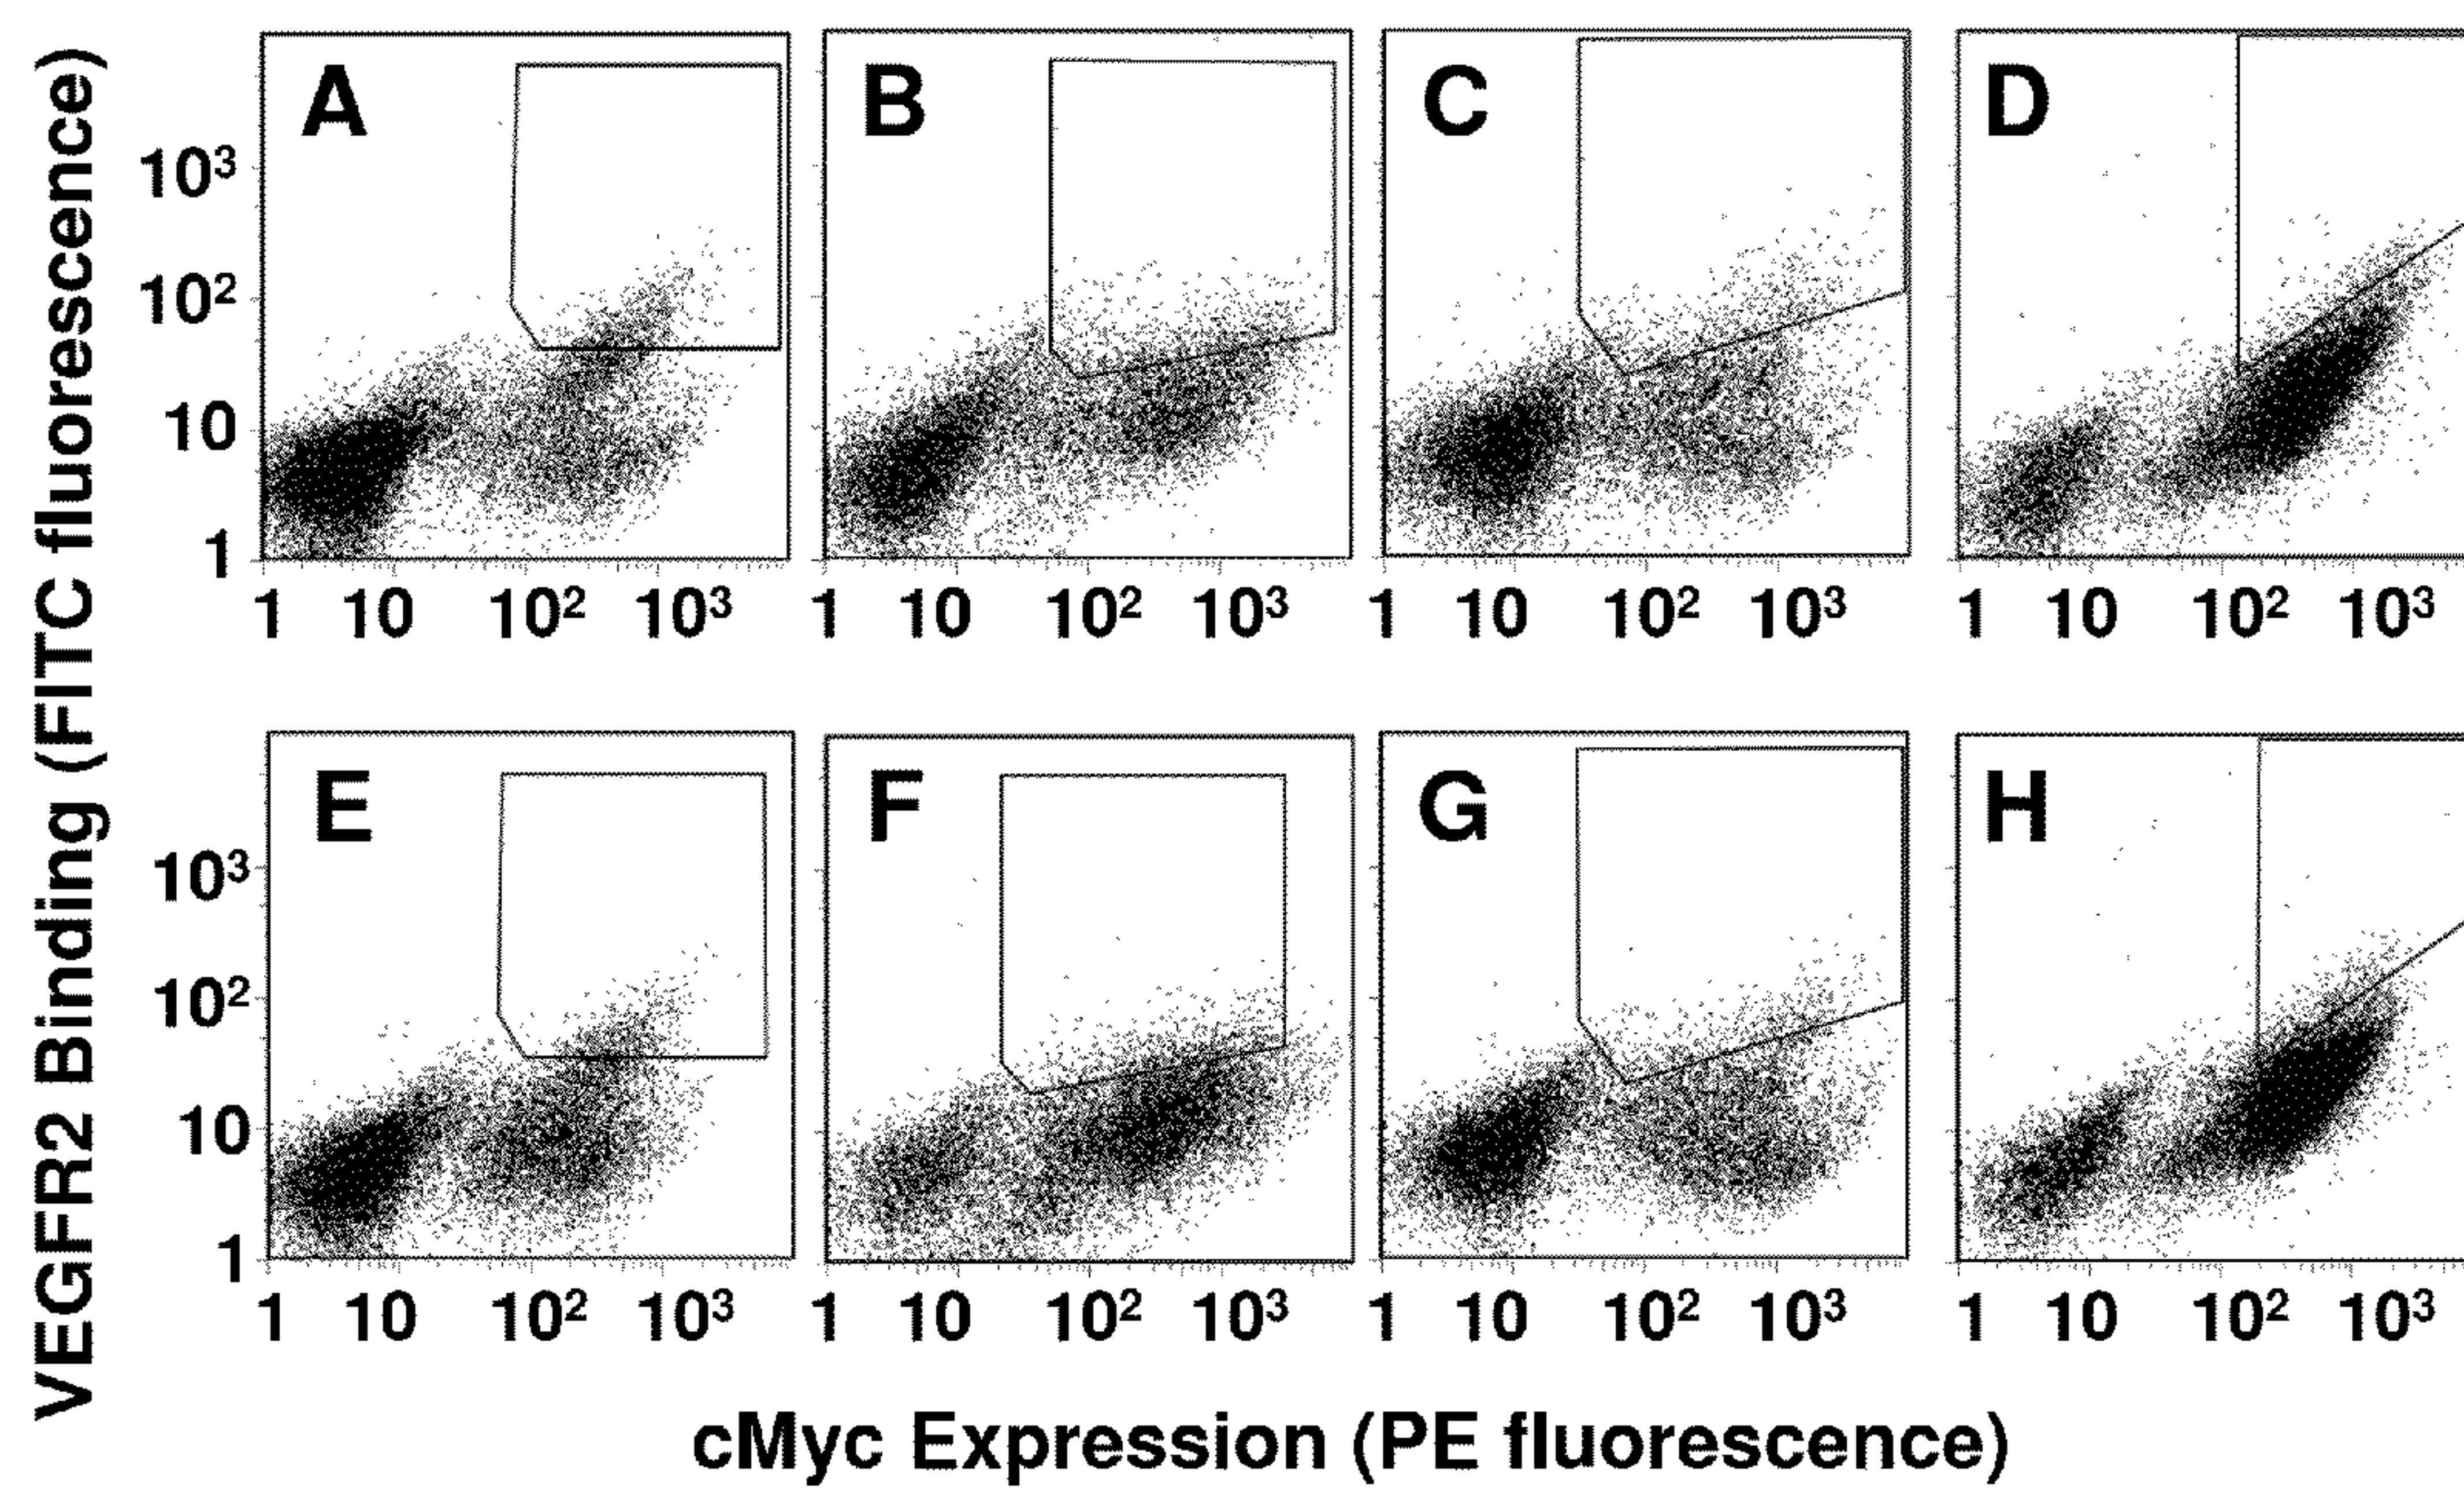 VEGFR2 Binding (FITC fluorescence)
A B C D
10³
10²
10
1
1 10 10² 10³ 1 10 10² 10³ 1 10 10² 10³ 1 10 10² 10³
E F G H
10³
10²
10
1
1 10 10² 10³ 1 10 10² 10³ 1 10 10² 10³ 1 10 10² 10³
cMyc Expression (PE fluorescence)